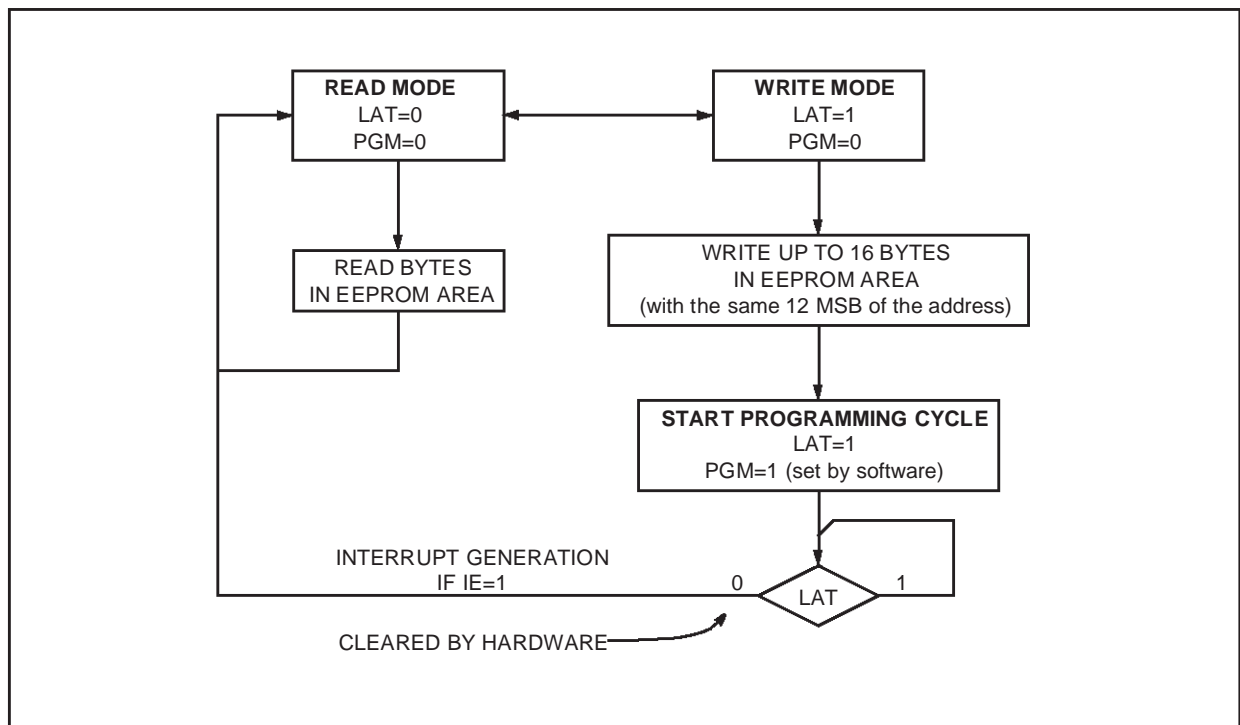 READ MODE
LAT=0
PGM=0
WRITE MODE
LAT=1
PGM=0
READ BYTES
IN EEPROM AREA
WRITE UP TO 16 BYTES
IN EEPROM AREA
(with the same 12 MSB of the address)
START PROGRAMMING CYCLE
LAT=1
PGM=1 (set by software)
INTERRUPT GENERATION
IF IE=1
0
LAT
1
CLEARED BY HARDWARE